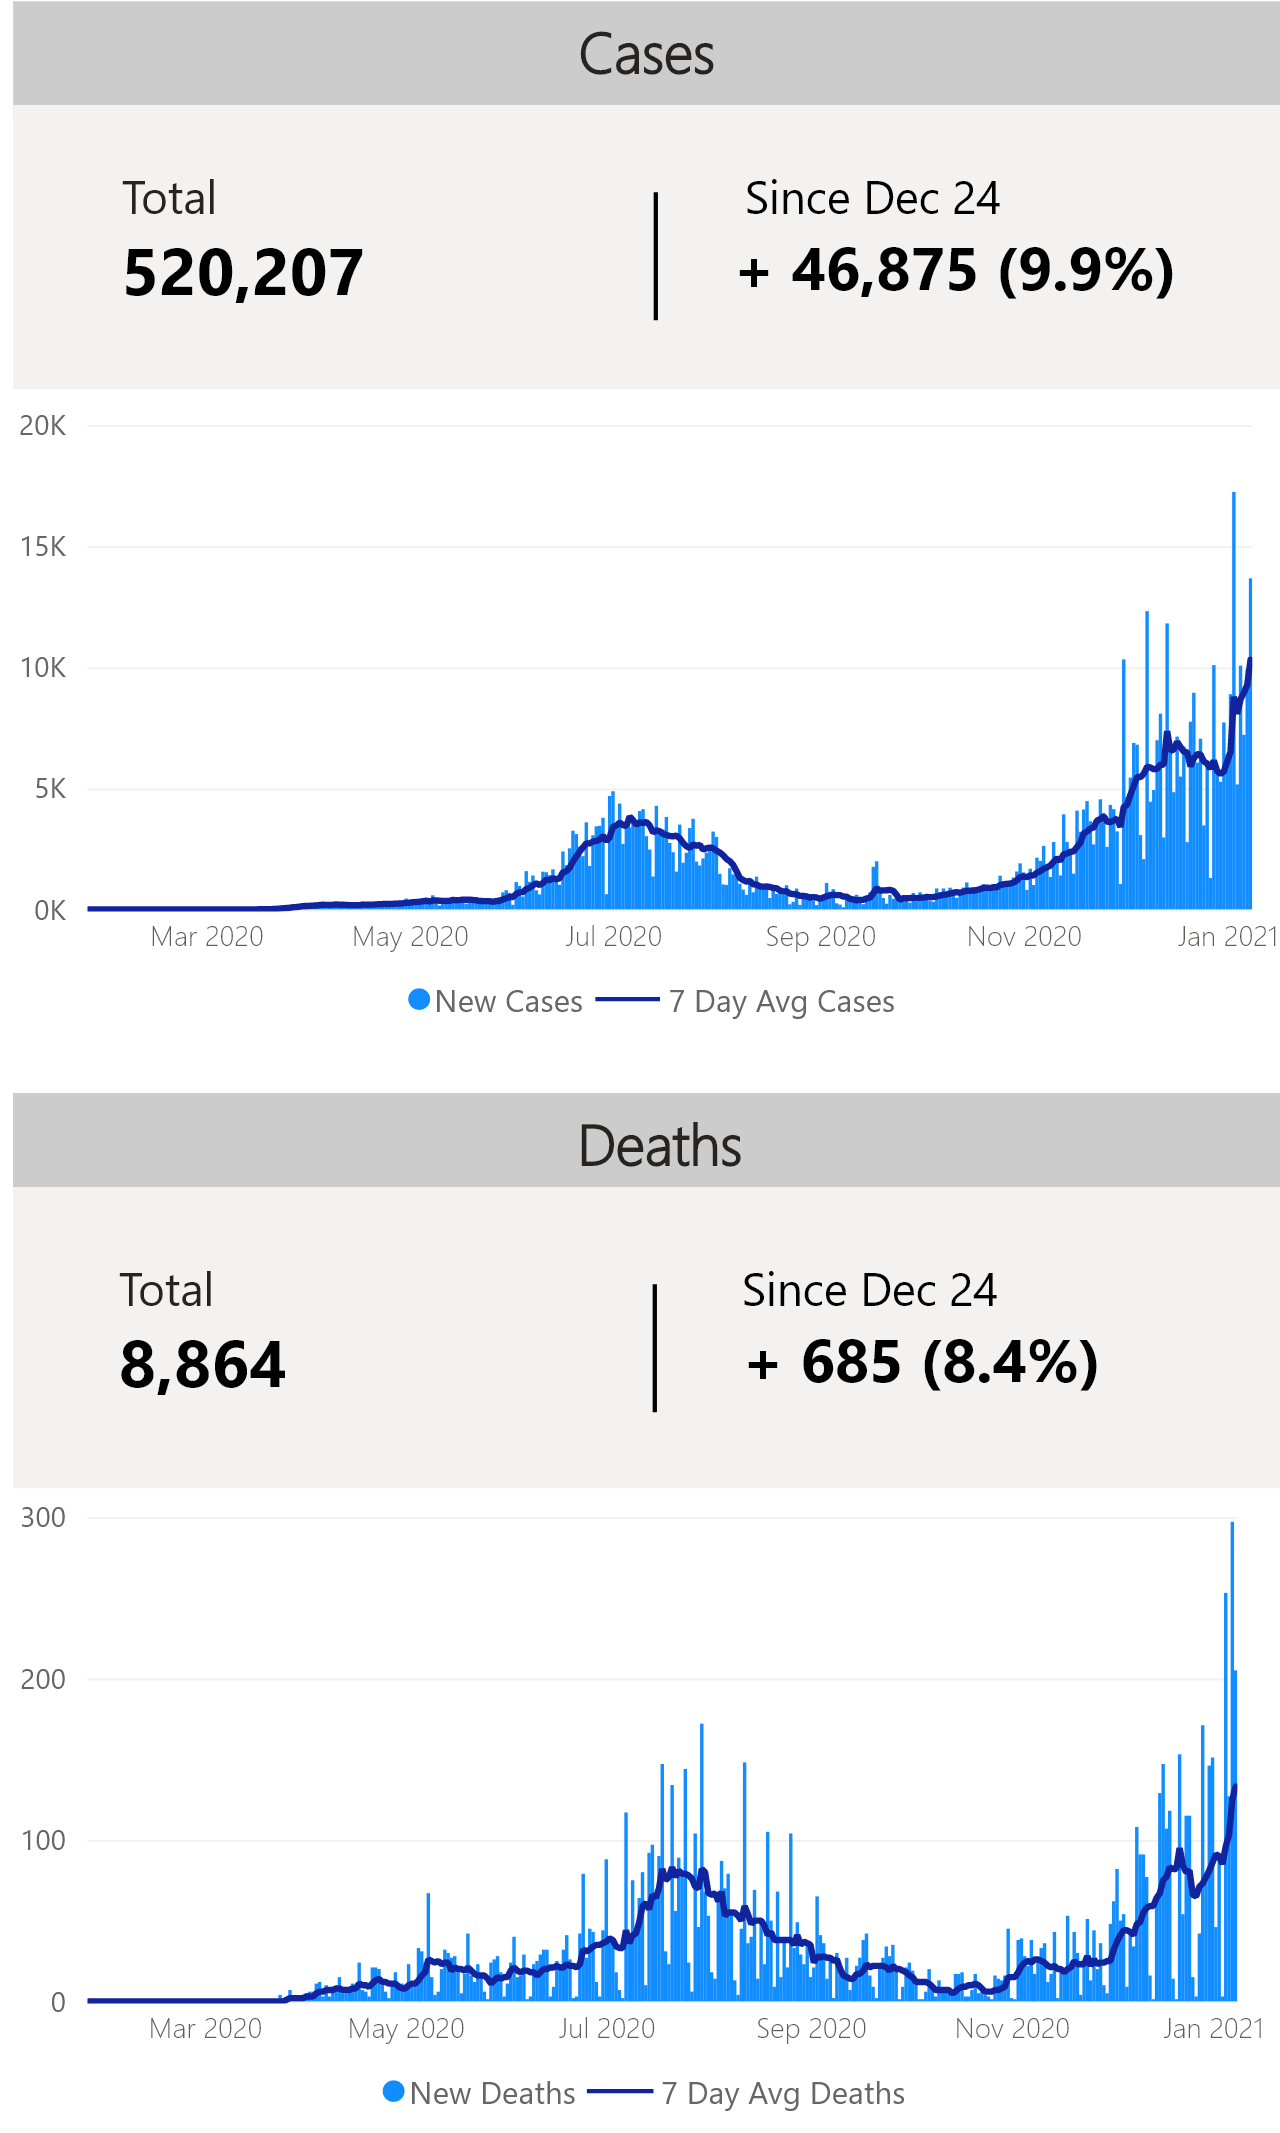 Cases
Total
Since Dec 24
520,207
+ 46,875 (9.9%)
20K
15K
10K
5K
0K
Mar 2020
May 2020
Jul 2020
Sep 2020
Nov 2020
Jan 2021
New Cases
7 Day Avg Cases
Deaths
Total
Since Dec 24
8,864
+ 685 (8.4%)
300
200
100
0
Mar 2020
May 2020
Jul 2020
Sep 2020
Nov 2020
Jan 2021
New Deaths
7 Day Avg Deaths